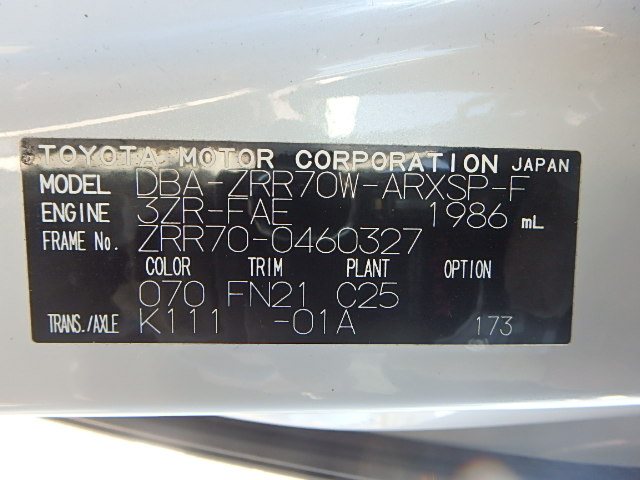 TOYOTA MOTOR CORPORATION JAPAN
MODEL DBA-ZRR70W-ARXSP-F
ENGINE 3ZR-FAE 1986 mL
FRAME No. ZRR70-0460327
COLOR TRIM PLANT OPTION
070 FN21 C25
TRANS./AXLE K111 -01A 173